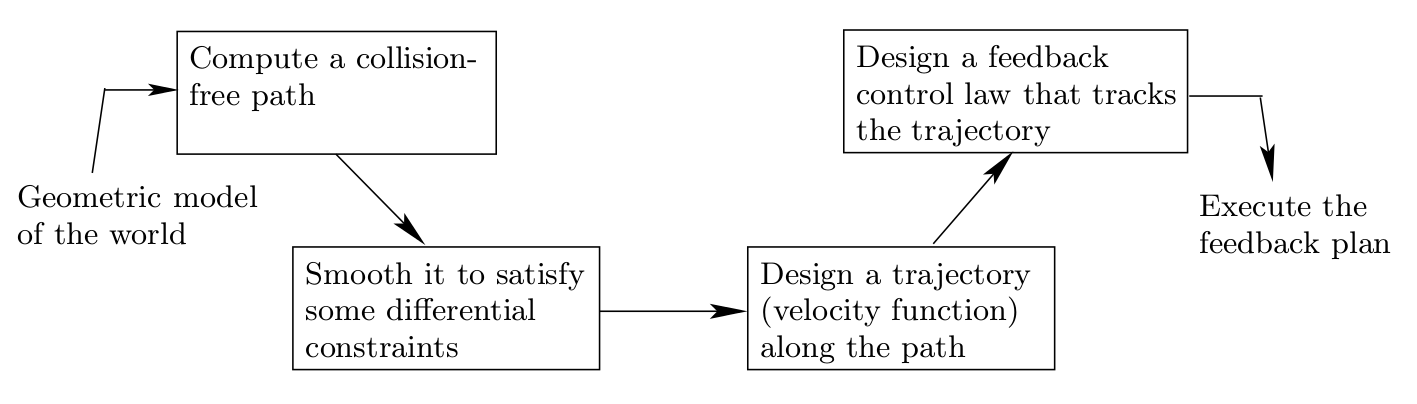 Geometric model
of the world
Compute a collision-
free path
Smooth it to satisfy
some differential
constraints
Design a trajectory
(velocity function)
along the path
Design a feedback
control law that tracks
the trajectory
Execute the
feedback plan